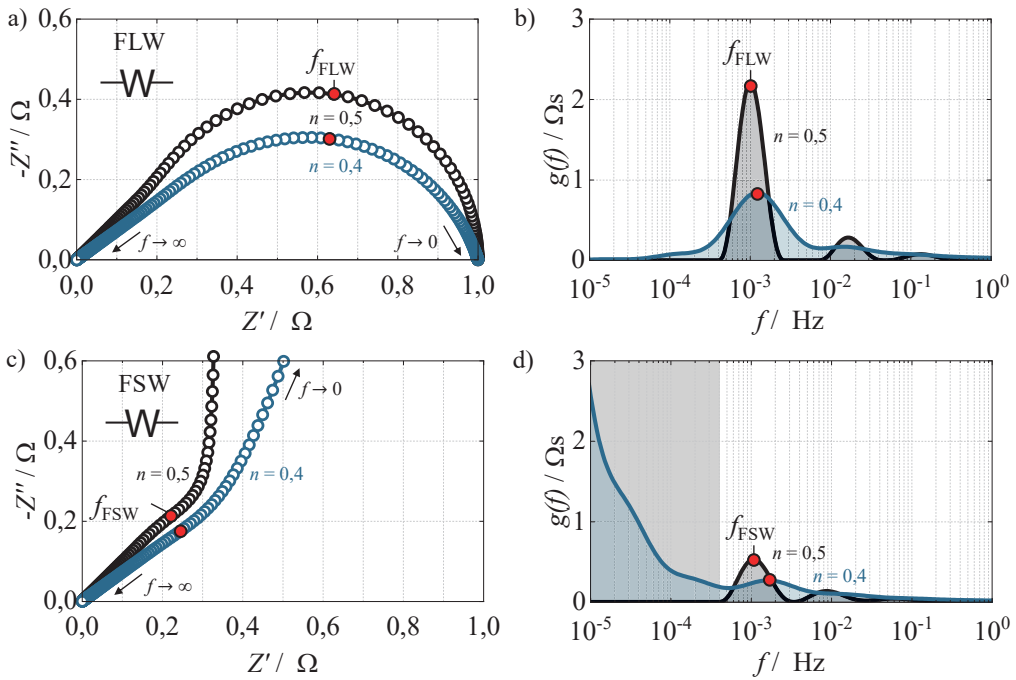 a)
FLW
W
f_FLW
n = 0,5
n = 0,4
f → ∞
f → 0
-Z'' / Ω
0,6
0,4
0,2
0,0
0,0 0,2 0,4 0,6 0,8 1,0
Z' / Ω
b)
f_FLW
n = 0,5
n = 0,4
g(f) / Ωs
3
2
1
0
10^-5 10^-4 10^-3 10^-2 10^-1 10^0
f / Hz
c)
FSW
W
n = 0,5
n = 0,4
f_FSW
f → 0
f → ∞
-Z'' / Ω
0,6
0,4
0,2
0,0
0,0 0,2 0,4 0,6 0,8 1,0
Z' / Ω
d)
f_FSW
n = 0,5
n = 0,4
g(f) / Ωs
3
2
1
0
10^-5 10^-4 10^-3 10^-2 10^-1 10^0
f / Hz